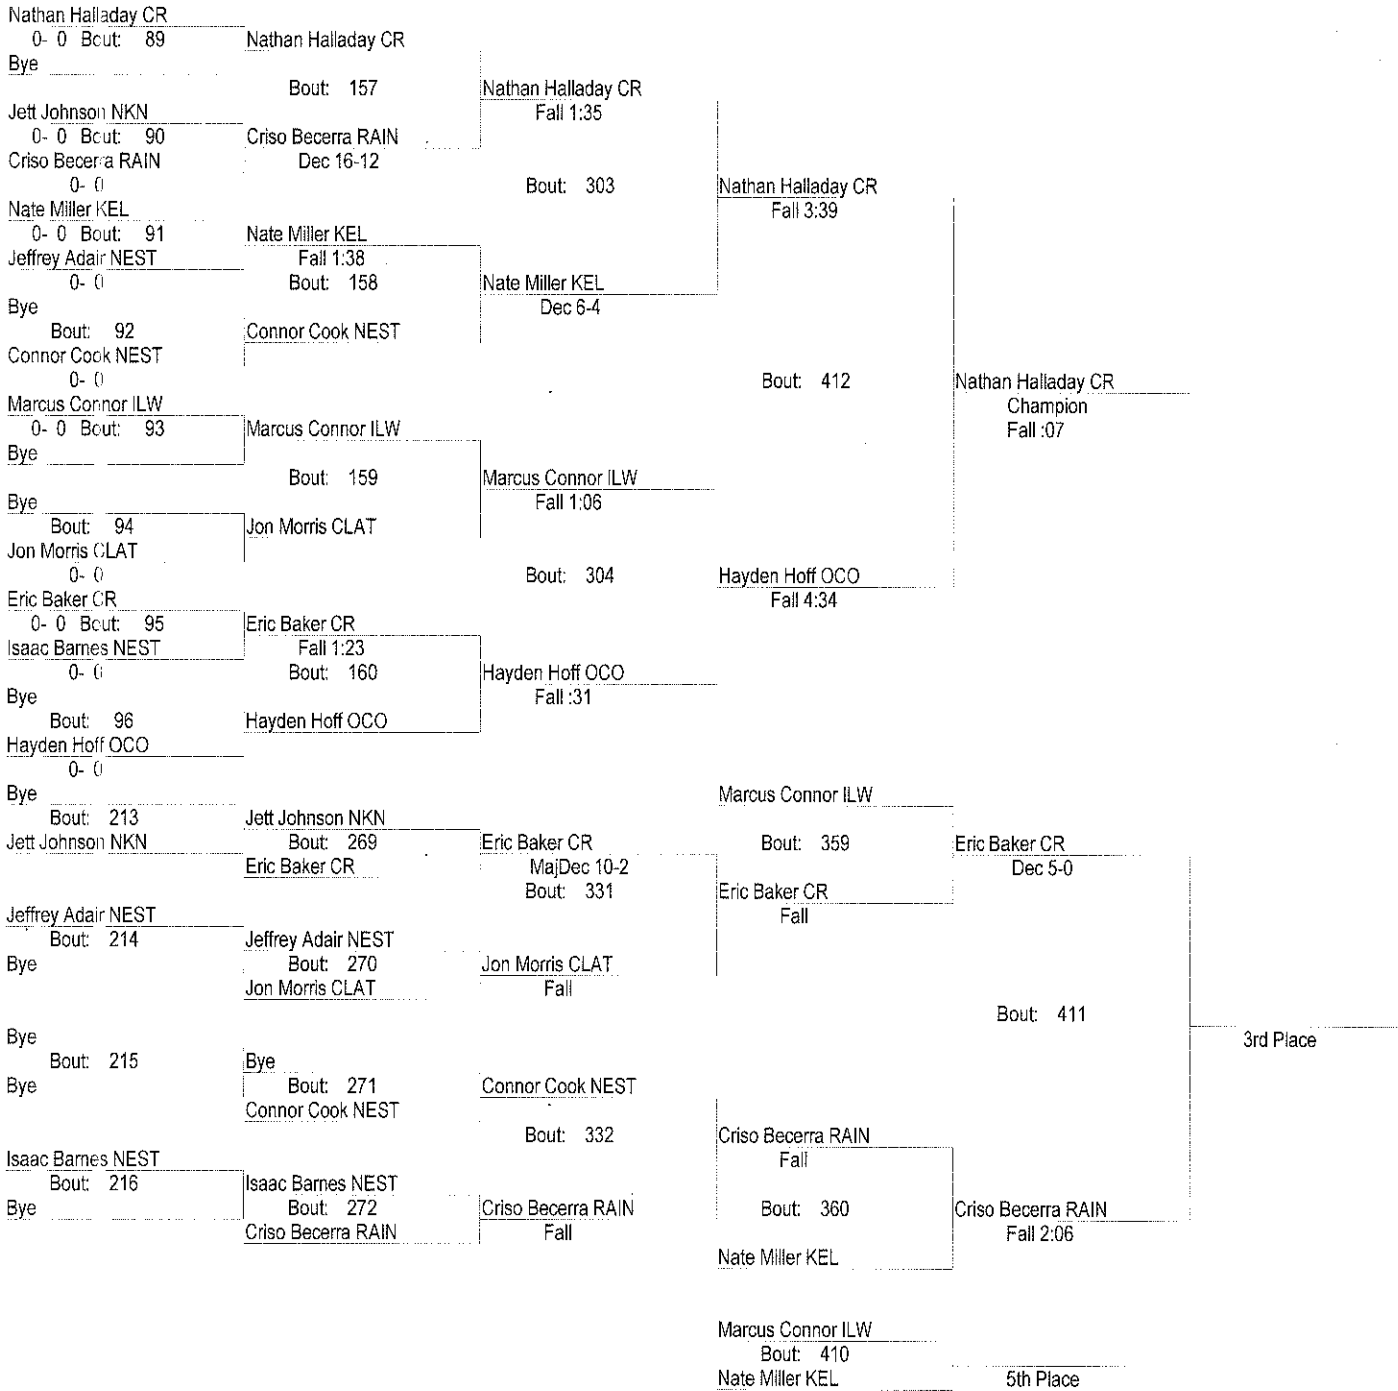 Nathan Halladay CR
0- 0 Bout: 89
Nathan Halladay CR
Bye
Bout: 157
Nathan Halladay CR
Jett Johnson NKN
Fall 1:35
0- 0 Bout: 90
Criso Becerra RAIN
Criso Becerra RAIN
Dec 16-12
0- 0
Bout: 303
Nathan Halladay CR
Nate Miller KEL
Fall 3:39
0- 0 Bout: 91
Nate Miller KEL
Jeffrey Adair NEST
Fall 1:38
0- 0
Bout: 158
Nate Miller KEL
Bye
Dec 6-4
Bout: 92
Connor Cook NEST
Connor Cook NEST
0- 0
Bout: 412
Nathan Halladay CR
Marcus Connor ILW
Champion
0- 0 Bout: 93
Marcus Connor ILW
Fall :07
Bye
Bout: 159
Marcus Connor ILW
Bye
Fall 1:06
Bout: 94
Jon Morris CLAT
Jon Morris CLAT
0- 0
Bout: 304
Hayden Hoff OCO
Eric Baker CR
Fall 4:34
0- 0 Bout: 95
Eric Baker CR
Isaac Barnes NEST
Fall 1:23
0- 0
Bout: 160
Hayden Hoff OCO
Bye
Fall :31
Bout: 96
Hayden Hoff OCO
Hayden Hoff OCO
0- 0
Bye
Marcus Connor ILW
Bout: 213
Jett Johnson NKN
Jett Johnson NKN
Bout: 269
Eric Baker CR
Bout: 359
Eric Baker CR
Eric Baker CR
MajDec 10-2
Dec 5-0
Bout: 331
Eric Baker CR
Jeffrey Adair NEST
Fall
Bout: 214
Jeffrey Adair NEST
Bye
Bout: 270
Jon Morris CLAT
Jon Morris CLAT
Fall
Bout: 411
Bye
3rd Place
Bout: 215
Bye
Bye
Bout: 271
Connor Cook NEST
Connor Cook NEST
Bout: 332
Criso Becerra RAIN
Isaac Barnes NEST
Fall
Bout: 216
Isaac Barnes NEST
Bye
Bout: 272
Criso Becerra RAIN
Bout: 360
Criso Becerra RAIN
Criso Becerra RAIN
Fall
Fall 2:06
Nate Miller KEL
Marcus Connor ILW
Bout: 410
Nate Miller KEL
5th Place